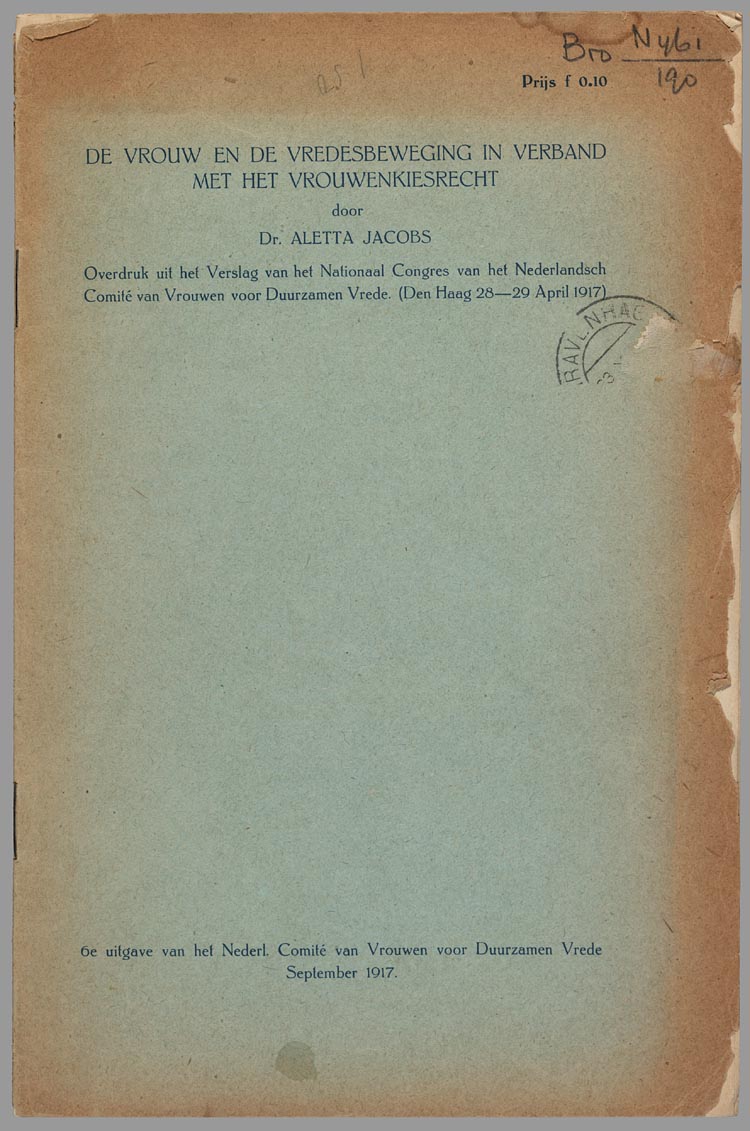 Bro N461
190
Prijs f 0.10
DE VROUW EN DE VREDESBEWEGING IN VERBAND
MET HET VROUWENKIESRECHT
door
Dr. ALETTA JACOBS
Overdruk uit het Verslag van het Nationaal Congres van het Nederlandsch
Comité van Vrouwen voor Duurzamen Vrede. (Den Haag 28—29 April 1917)
6e uitgave van het Nederl. Comité van Vrouwen voor Duurzamen Vrede
September 1917.